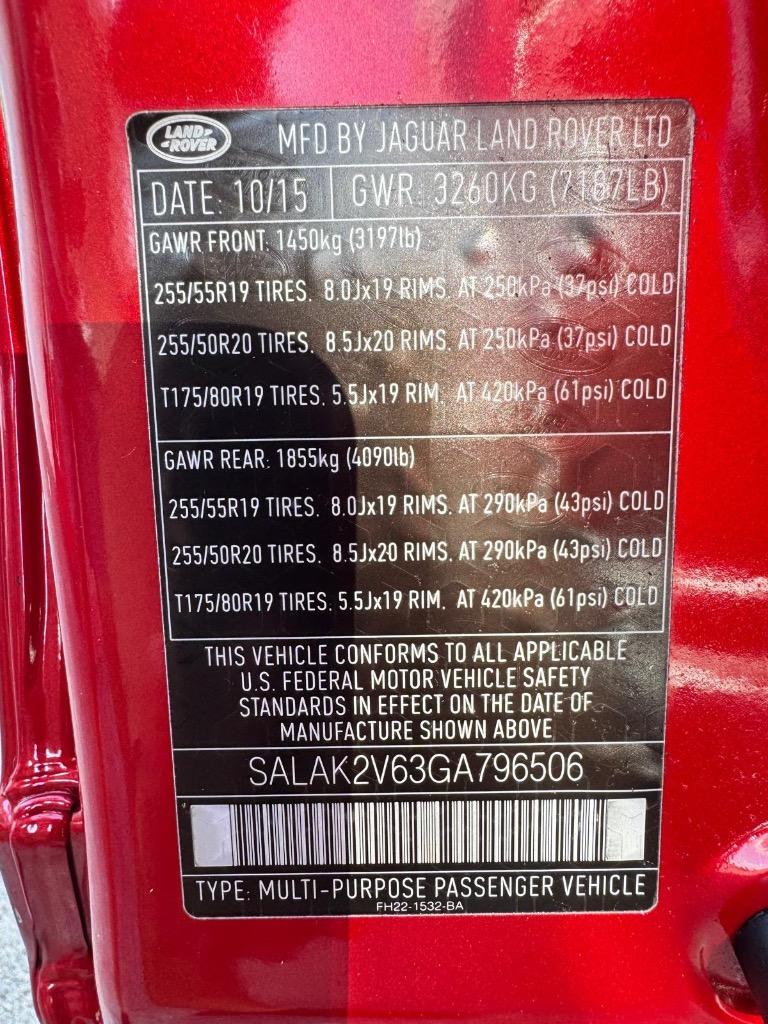 LAND ROVER
MFD BY JAGUAR LAND ROVER LTD
DATE: 10/15 GWR: 3260KG (7187LB)
GAWR FRONT: 1450kg (3197lb)
255/55R19 TIRES. 8.0Jx19 RIMS. AT 250kPa (37psi) COLD
255/50R20 TIRES. 8.5Jx20 RIMS. AT 250kPa (37psi) COLD
T175/80R19 TIRES. 5.5Jx19 RIM. AT 420kPa (61psi) COLD
GAWR REAR: 1855kg (4090lb)
255/55R19 TIRES. 8.0Jx19 RIMS. AT 290kPa (43psi) COLD
255/50R20 TIRES. 8.5Jx20 RIMS. AT 290kPa (43psi) COLD
T175/80R19 TIRES. 5.5Jx19 RIM. AT 420kPa (61psi) COLD
THIS VEHICLE CONFORMS TO ALL APPLICABLE
U.S. FEDERAL MOTOR VEHICLE SAFETY
STANDARDS IN EFFECT ON THE DATE OF
MANUFACTURE SHOWN ABOVE
SALAK2V63GA796506
TYPE: MULTI-PURPOSE PASSENGER VEHICLE
FH22-1532-BA